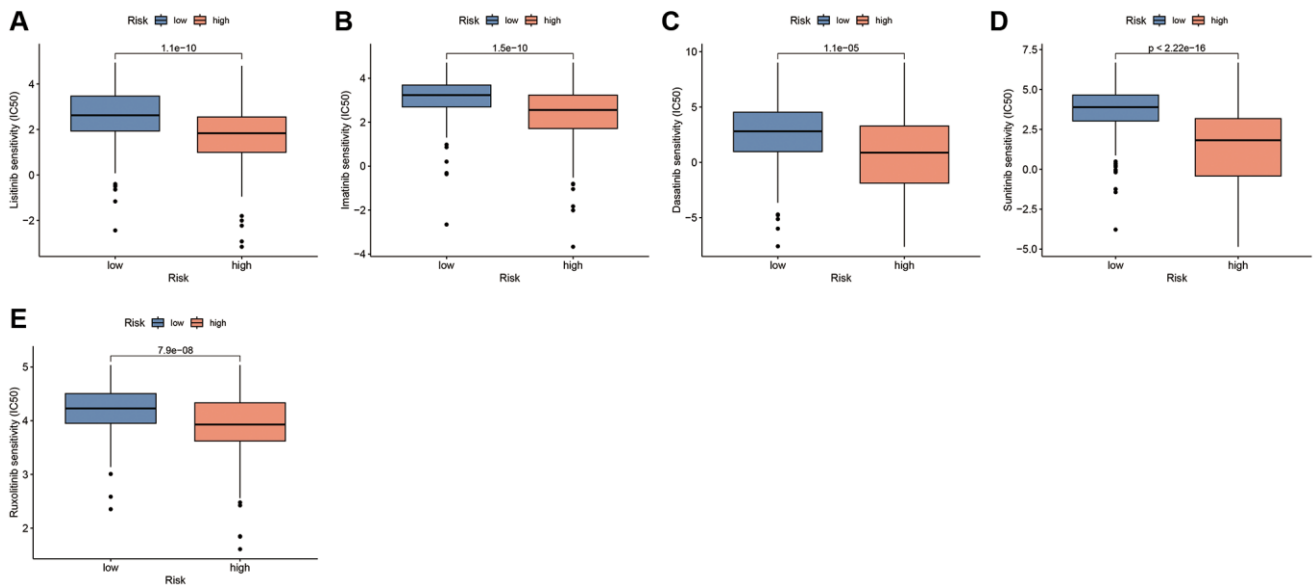 A
Risk low high
1.1e−10
Lisitinib sensitivity (IC50)
4
2
0
−2
low high
Risk
B
Risk low high
1.5e−10
Imatinib sensitivity (IC50)
4
2
0
−2
−4
low high
Risk
C
Risk low high
1.1e−05
Dasatinib sensitivity (IC50)
10
5
0
−5
low high
Risk
D
Risk low high
p < 2.22e−16
Sunitinib sensitivity (IC50)
7.5
5.0
2.5
0.0
−2.5
−5.0
low high
Risk
E
Risk low high
7.9e−08
Ruxolitinib sensitivity (IC50)
5
4
3
2
low high
Risk